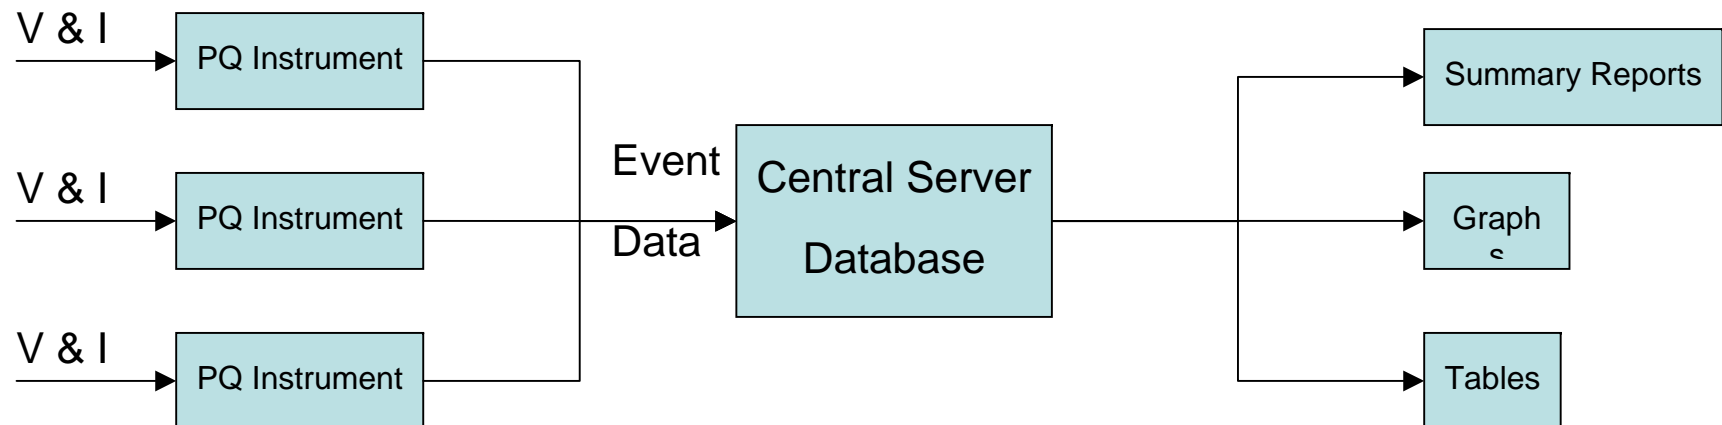 V & I
PQ Instrument
V & I
PQ Instrument
V & I
PQ Instrument
Event
Data
Central Server
Database
Summary Reports
Graph
s
Tables